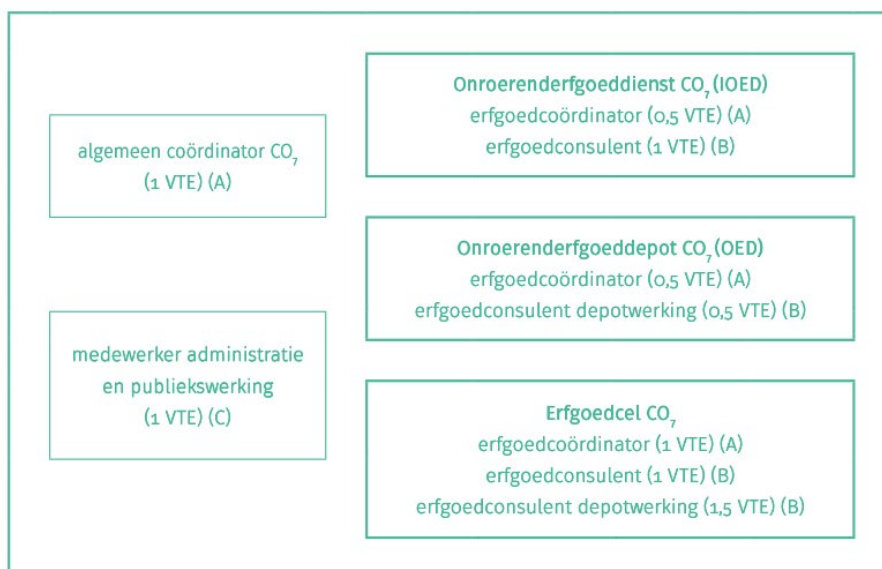 algemeen coördinator CO₇
(1 VTE) (A)
medewerker administratie
en publiekswerking
(1 VTE) (C)
Onroerenderfgoeddienst CO₇ (IOED)
erfgoedcoördinator (0,5 VTE) (A)
erfgoedconsulent (1 VTE) (B)
Onroerenderfgoeddepot CO₇ (OED)
erfgoedcoördinator (0,5 VTE) (A)
erfgoedconsulent depotwerking (0,5 VTE) (B)
Erfgoedcel CO₇
erfgoedcoördinator (1 VTE) (A)
erfgoedconsulent (1 VTE) (B)
erfgoedconsulent depotwerking (1,5 VTE) (B)